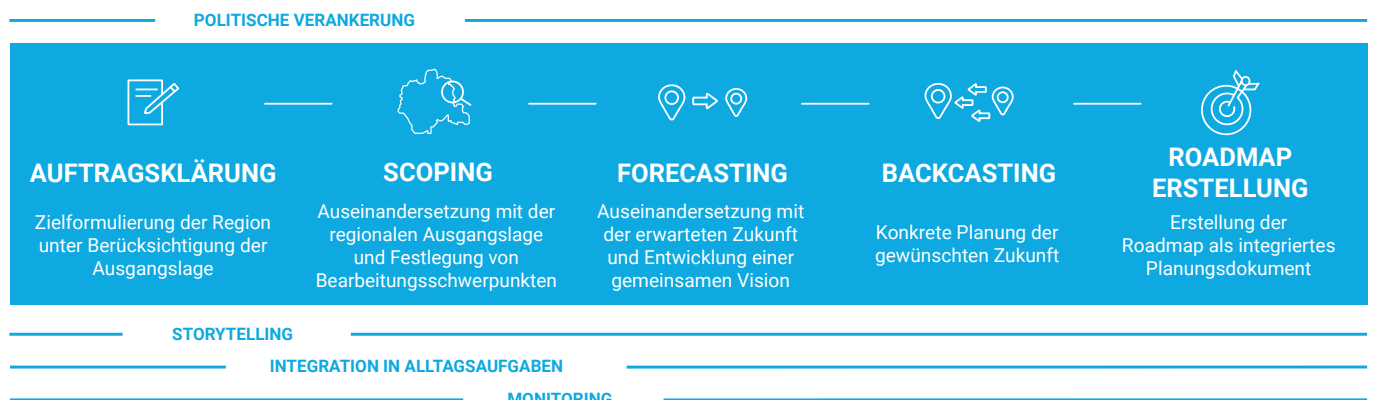 POLITISCHE VERANKERUNG
AUFTRAGSKLÄRUNG
Zielformulierung der Region
unter Berücksichtigung der
Ausgangslage
SCOPING
Auseinandersetzung mit der
regionalen Ausgangslage
und Festlegung von
Bearbeitungsschwerpunkten
FORECASTING
Auseinandersetzung mit
der erwarteten Zukunft
und Entwicklung einer
gemeinsamen Vision
BACKCASTING
Konkrete Planung der
gewünschten Zukunft
ROADMAP
ERSTELLUNG
Erstellung der
Roadmap als integriertes
Planungsdokument
STORYTELLING
INTEGRATION IN ALLTAGSAUFGABEN
MONITORING